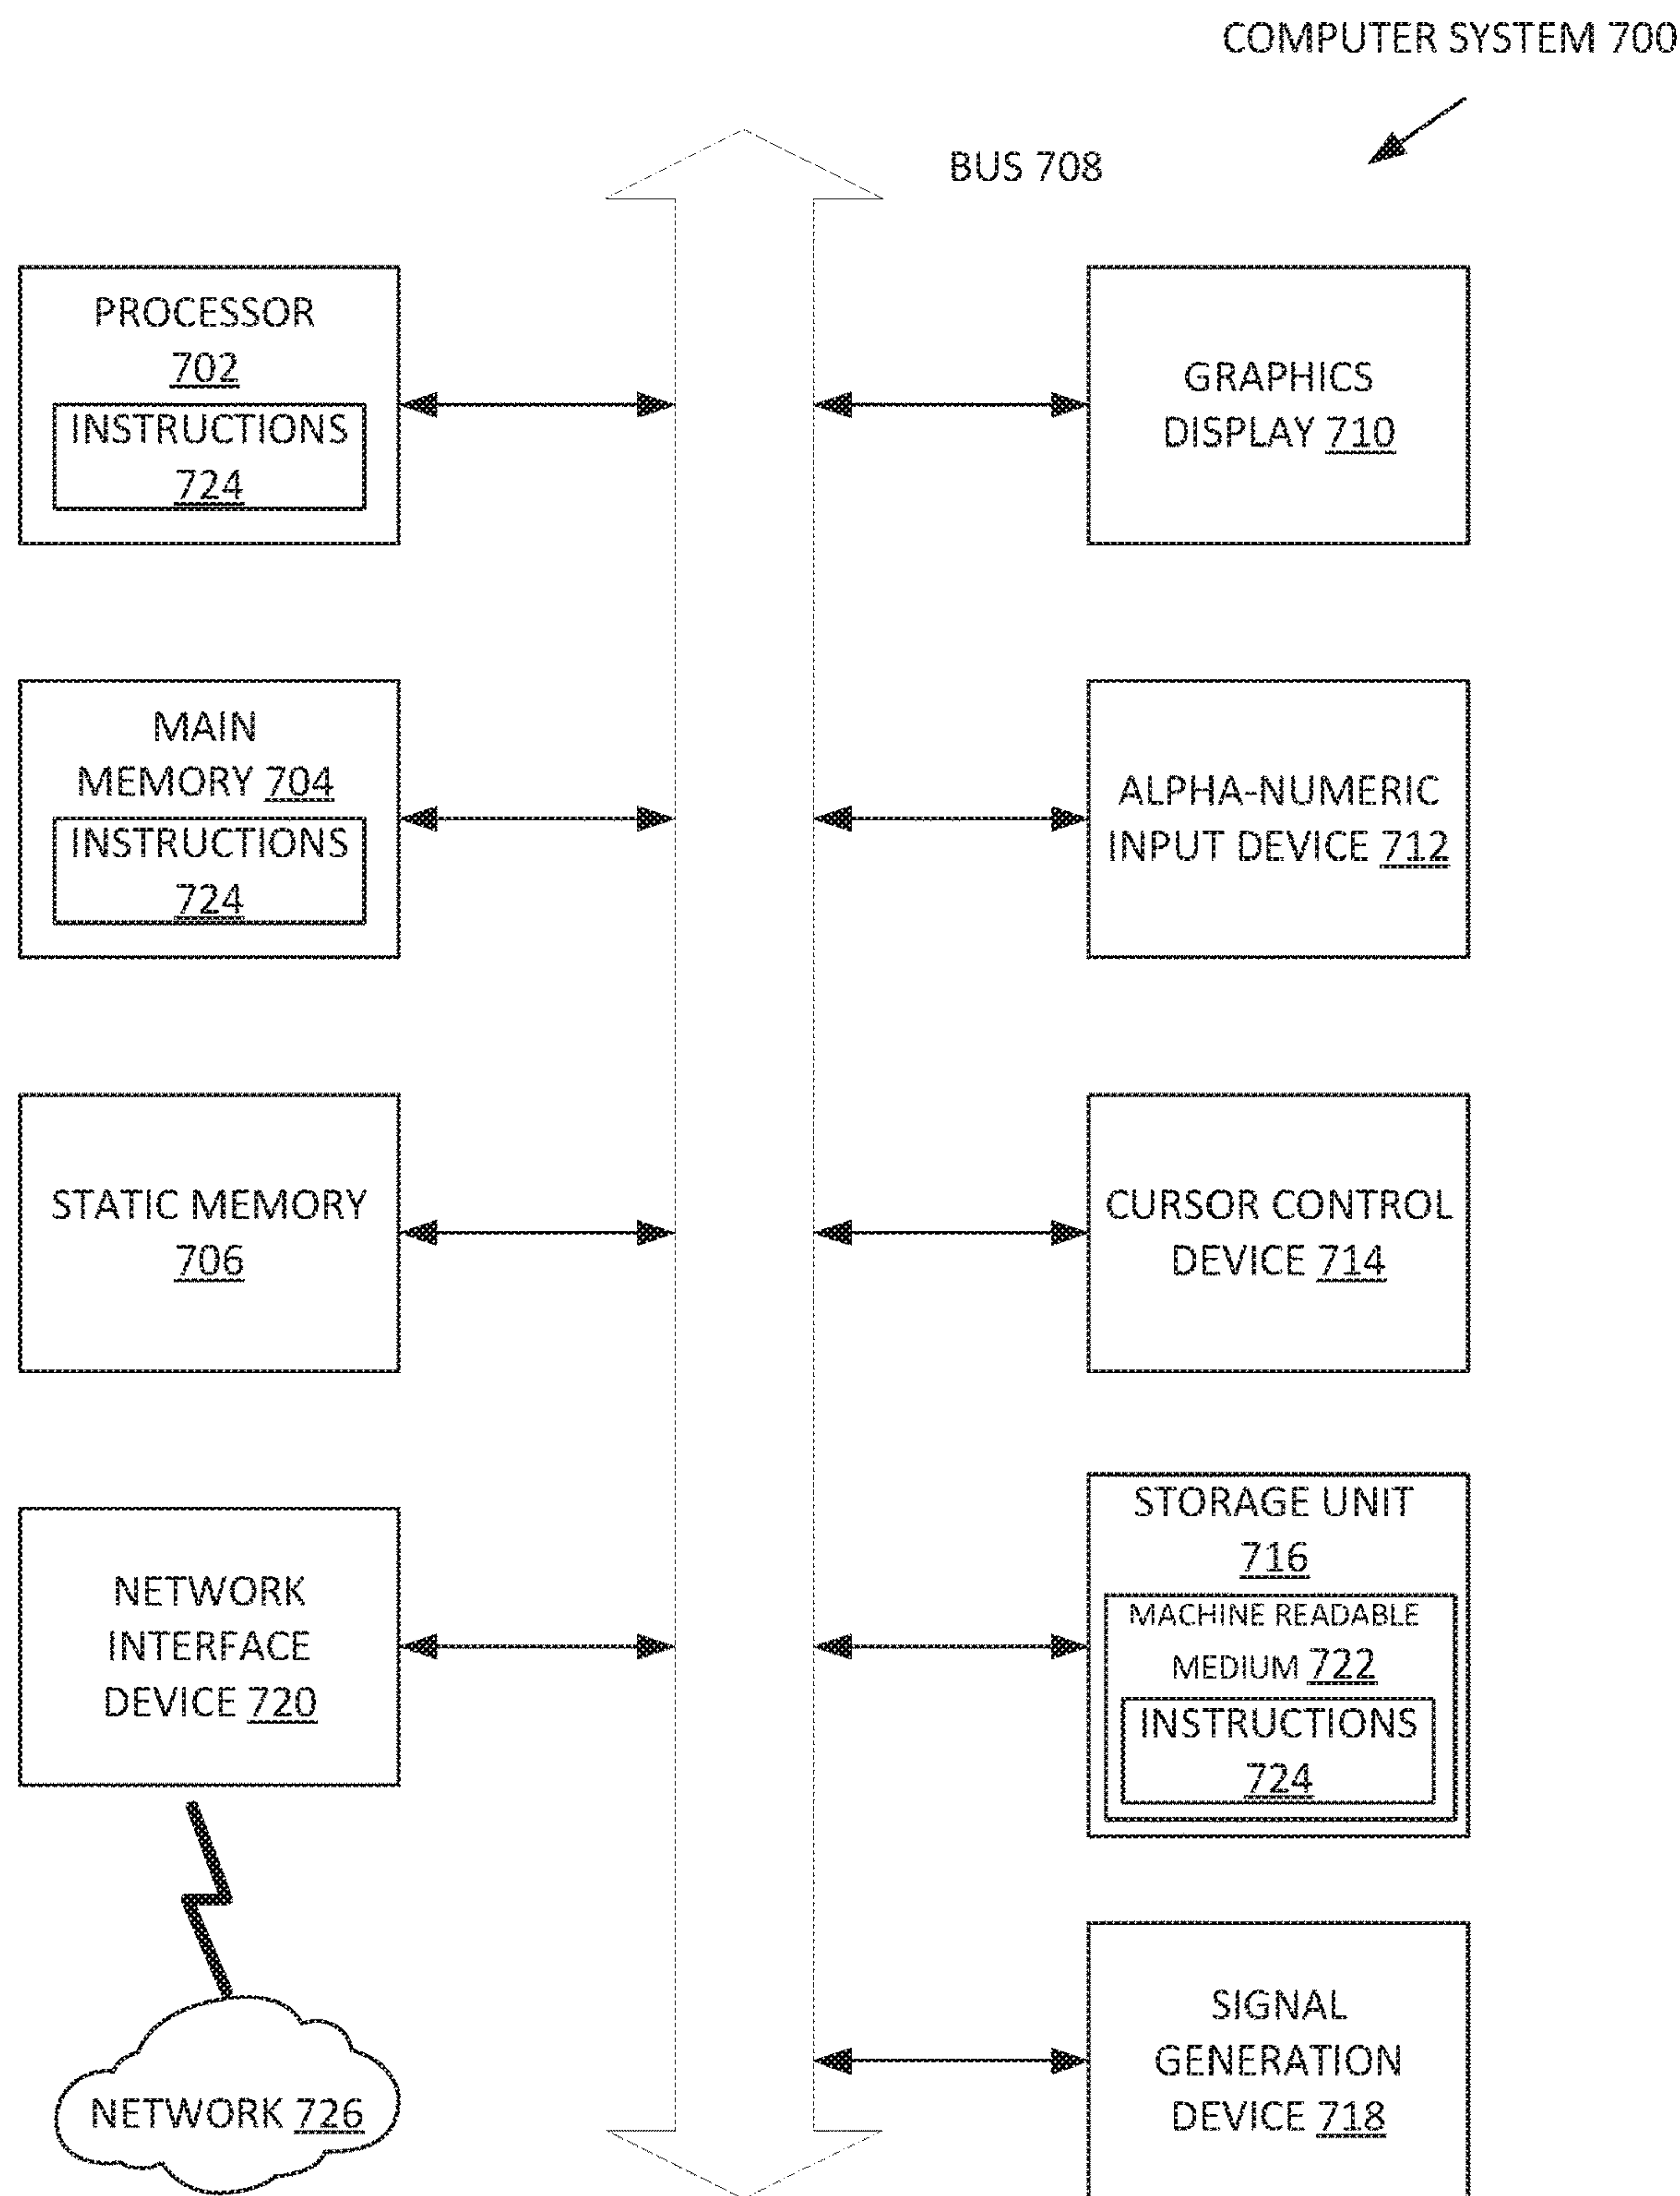 COMPUTER SYSTEM 700
BUS 708
PROCESSOR
702
INSTRUCTIONS
724
GRAPHICS
DISPLAY 710
MAIN
MEMORY 704
INSTRUCTIONS
724
ALPHA-NUMERIC
INPUT DEVICE 712
STATIC MEMORY
706
CURSOR CONTROL
DEVICE 714
NETWORK
INTERFACE
DEVICE 720
STORAGE UNIT
716
MACHINE READABLE
MEDIUM 722
INSTRUCTIONS
724
NETWORK 726
SIGNAL
GENERATION
DEVICE 718